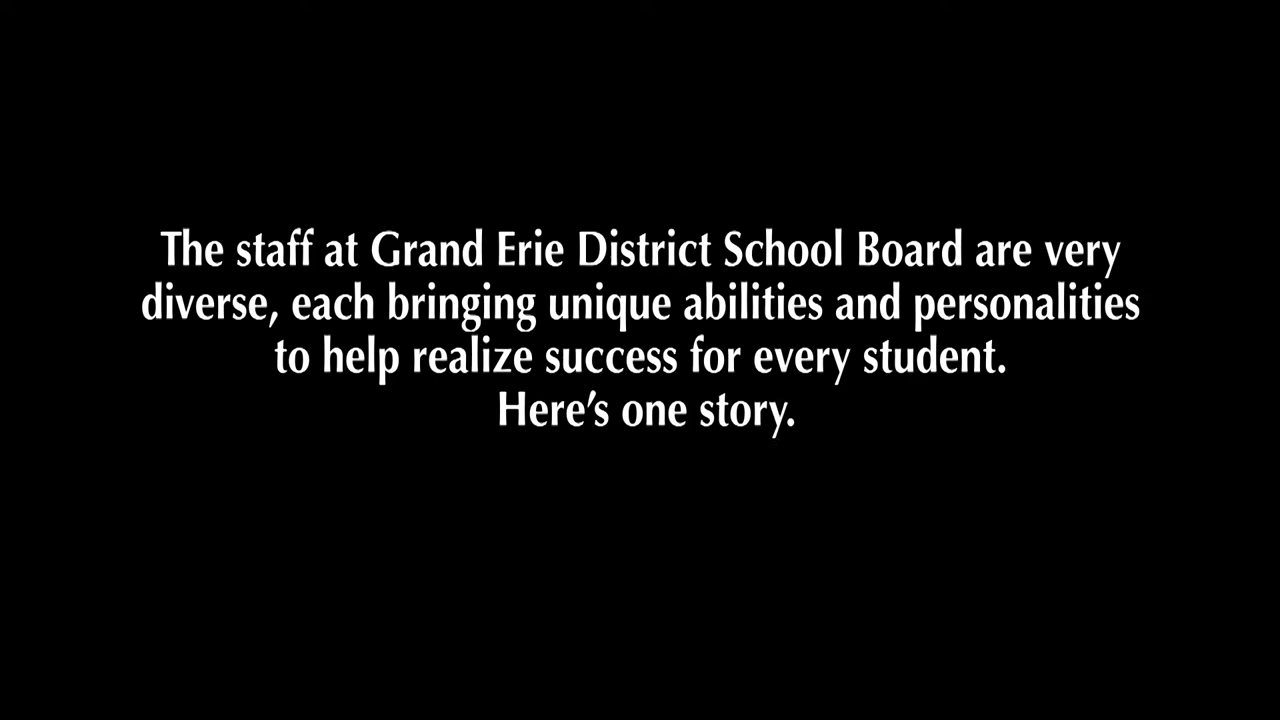 The staff at Grand Erie District School Board are very
diverse, each bringing unique abilities and personalities
to help realize success for every student.
Here’s one story.